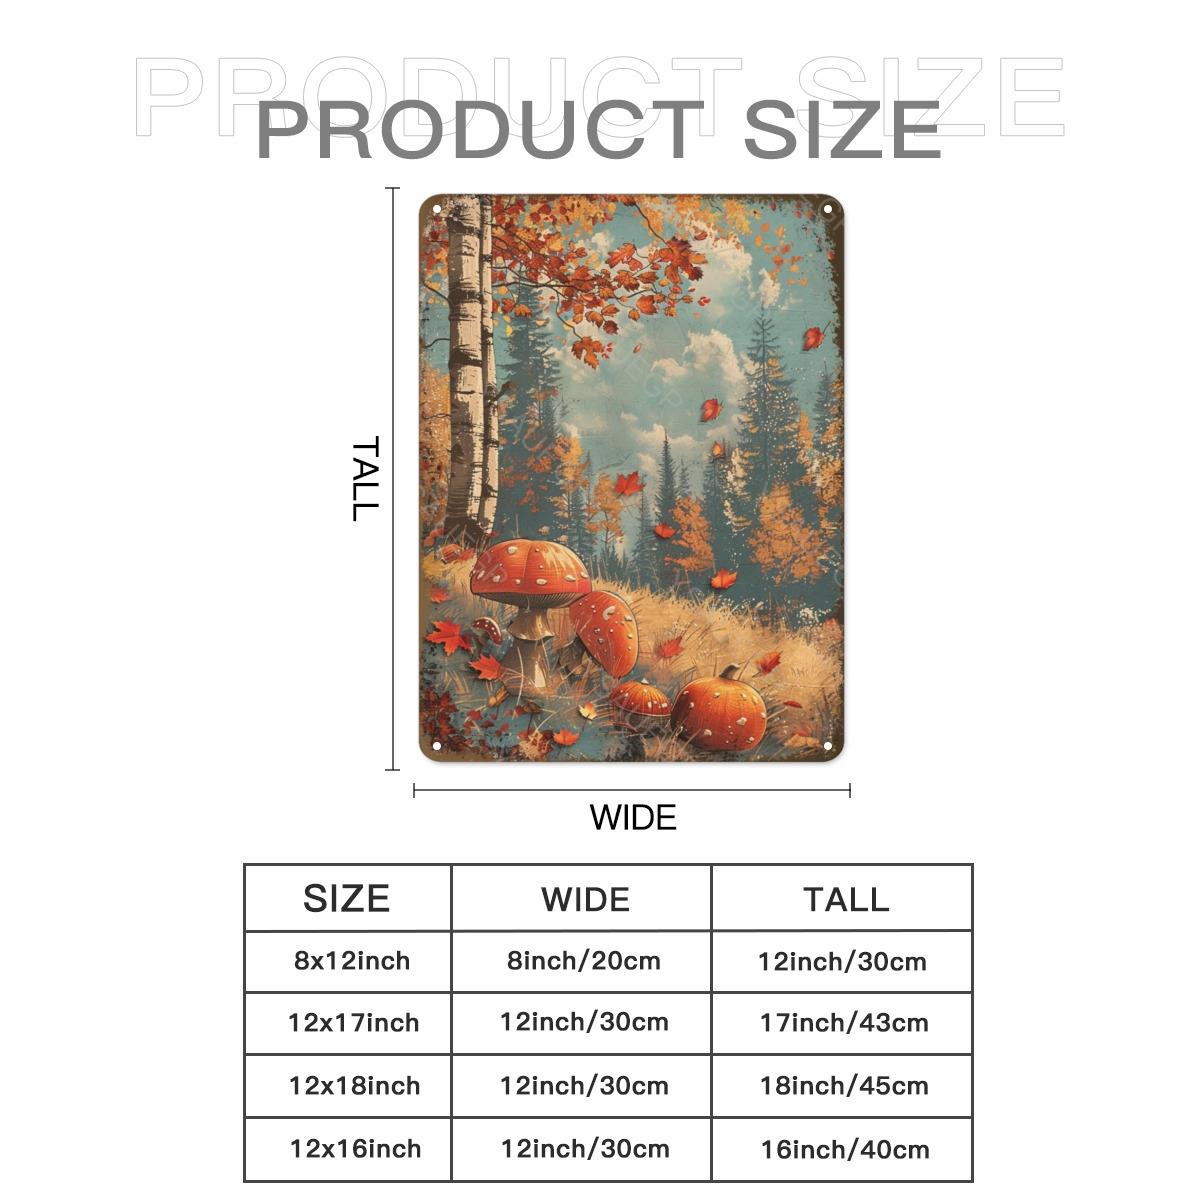 PRODUCT SIZE
PRODUCT SIZE
TALL
WIDE
SIZE WIDE TALL
8x12inch 8inch/20cm 12inch/30cm
12x17inch 12inch/30cm 17inch/43cm
12x18inch 12inch/30cm 18inch/45cm
12x16inch 12inch/30cm 16inch/40cm